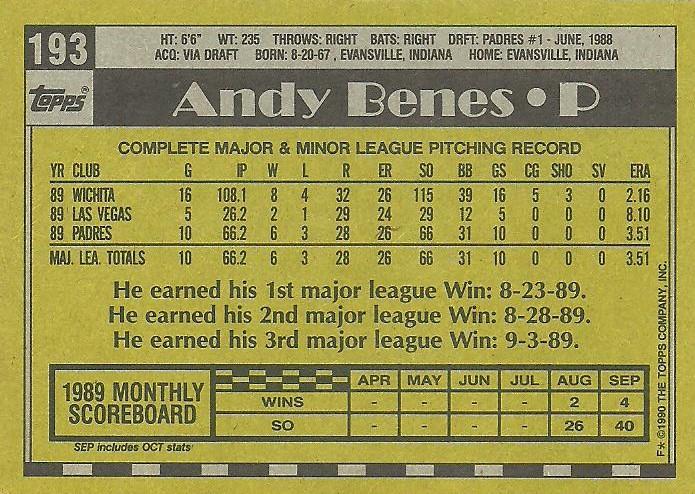 193
HT: 6'6" WT: 235 THROWS: RIGHT BATS: RIGHT DRFT: PADRES #1 - JUNE, 1988
ACQ: VIA DRAFT BORN: 8-20-67, EVANSVILLE, INDIANA HOME: EVANSVILLE, INDIANA
Topps®
Andy Benes • P
COMPLETE MAJOR & MINOR LEAGUE PITCHING RECORD
YR CLUB G IP W L R ER SO BB GS CG SHO SV ERA
89 WICHITA 16 108.1 8 4 32 26 115 39 16 5 3 0 2.16
89 LAS VEGAS 5 26.2 2 1 29 24 29 12 5 0 0 0 8.10
89 PADRES 10 66.2 6 3 28 26 66 31 10 0 0 0 3.51
MAJ. LEA. TOTALS 10 66.2 6 3 28 26 66 31 10 0 0 0 3.51
He earned his 1st major league Win: 8-23-89.
He earned his 2nd major league Win: 8-28-89.
He earned his 3rd major league Win: 9-3-89.
1989 MONTHLY
SCOREBOARD
APR MAY JUN JUL AUG SEP
WINS - - - - 2 4
SO - - - - 26 40
SEP includes OCT stats
F* ©1990 THE TOPPS COMPANY, INC.